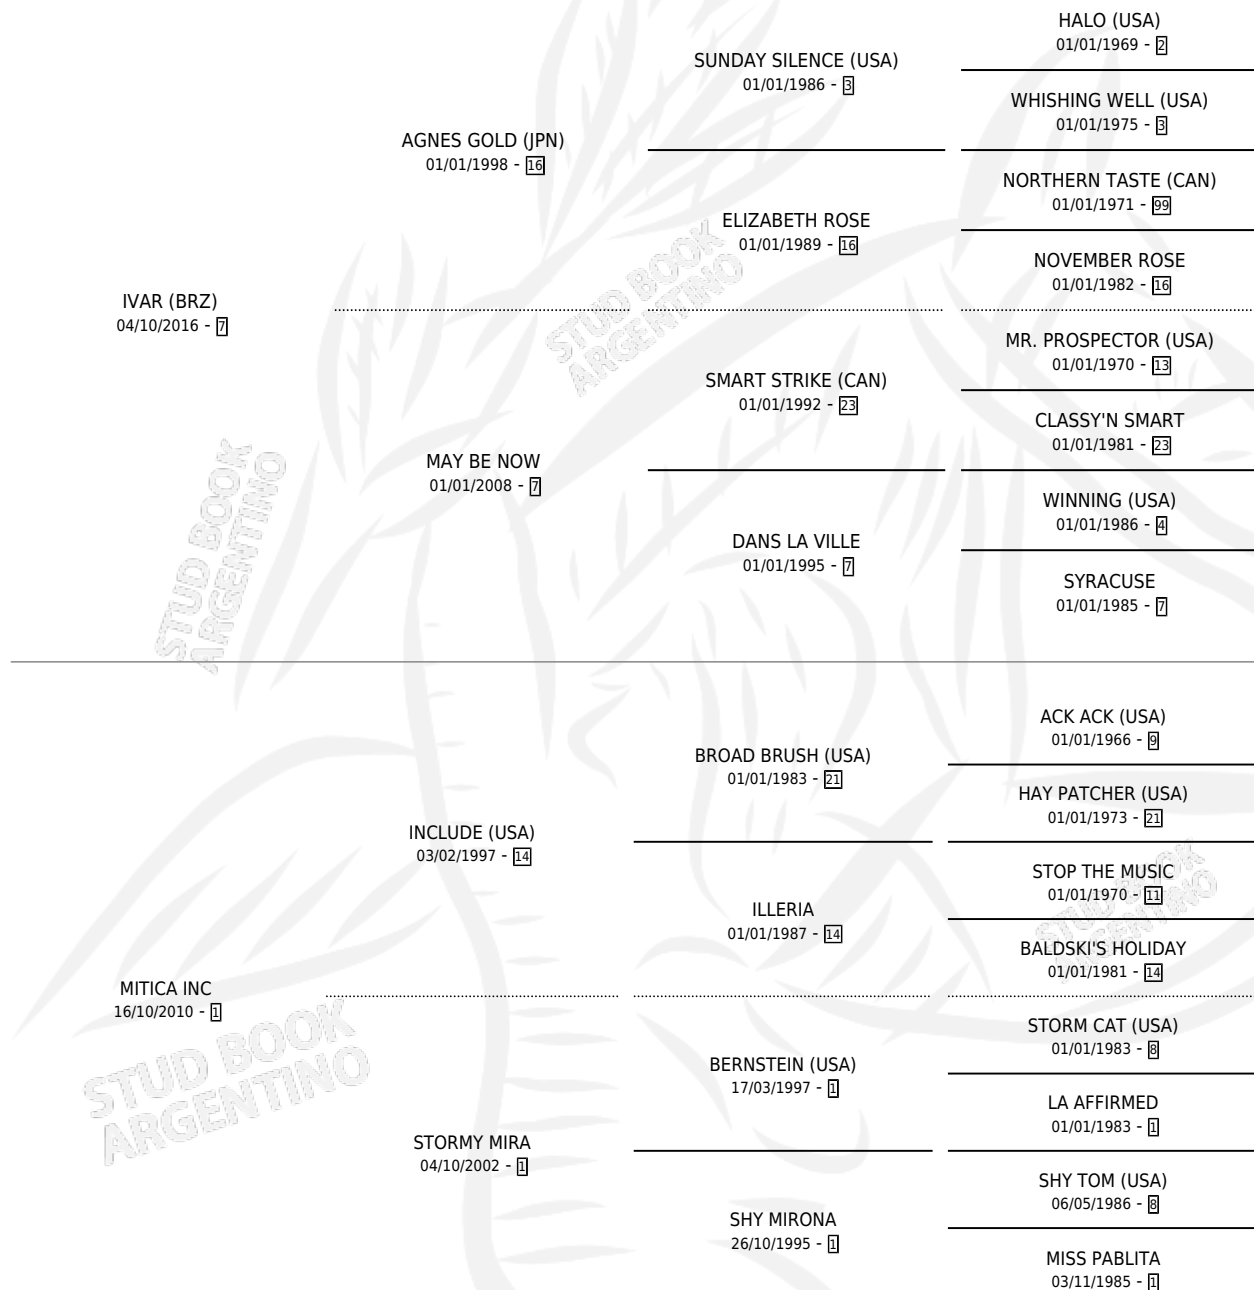 HALO (USA)
01/01/1969 - 2
SUNDAY SILENCE (USA)
01/01/1986 - 3
WHISHING WELL (USA)
01/01/1975 - 3
AGNES GOLD (JPN)
01/01/1998 - 16
NORTHERN TASTE (CAN)
01/01/1971 - 99
ELIZABETH ROSE
01/01/1989 - 16
NOVEMBER ROSE
01/01/1982 - 16
IVAR (BRZ)
04/10/2016 - 7
STUD BOOK
ARGENTINO
MR. PROSPECTOR (USA)
01/01/1970 - 13
SMART STRIKE (CAN)
01/01/1992 - 23
CLASSY'N SMART
01/01/1981 - 23
MAY BE NOW
01/01/2008 - 7
WINNING (USA)
01/01/1986 - 4
DANS LA VILLE
01/01/1995 - 7
SYRACUSE
01/01/1985 - 7
STUD BOOK
ARGENTINO
ACK ACK (USA)
01/01/1966 - 9
BROAD BRUSH (USA)
01/01/1983 - 21
HAY PATCHER (USA)
01/01/1973 - 21
INCLUDE (USA)
03/02/1997 - 14
STOP THE MUSIC
01/01/1970 - 11
ILLERIA
01/01/1987 - 14
BALDSKI'S HOLIDAY
01/01/1981 - 14
STUD BOOK
ARGENTINO
MITICA INC
16/10/2010 - 1
STORM CAT (USA)
01/01/1983 - 8
BERNSTEIN (USA)
17/03/1997 - 1
LA AFFIRMED
01/01/1983 - 1
STORMY MIRA
04/10/2002 - 1
SHY TOM (USA)
06/05/1986 - 8
SHY MIRONA
26/10/1995 - 1
MISS PABLITA
03/11/1985 - 1
STUD BOOK
ARGENTINO